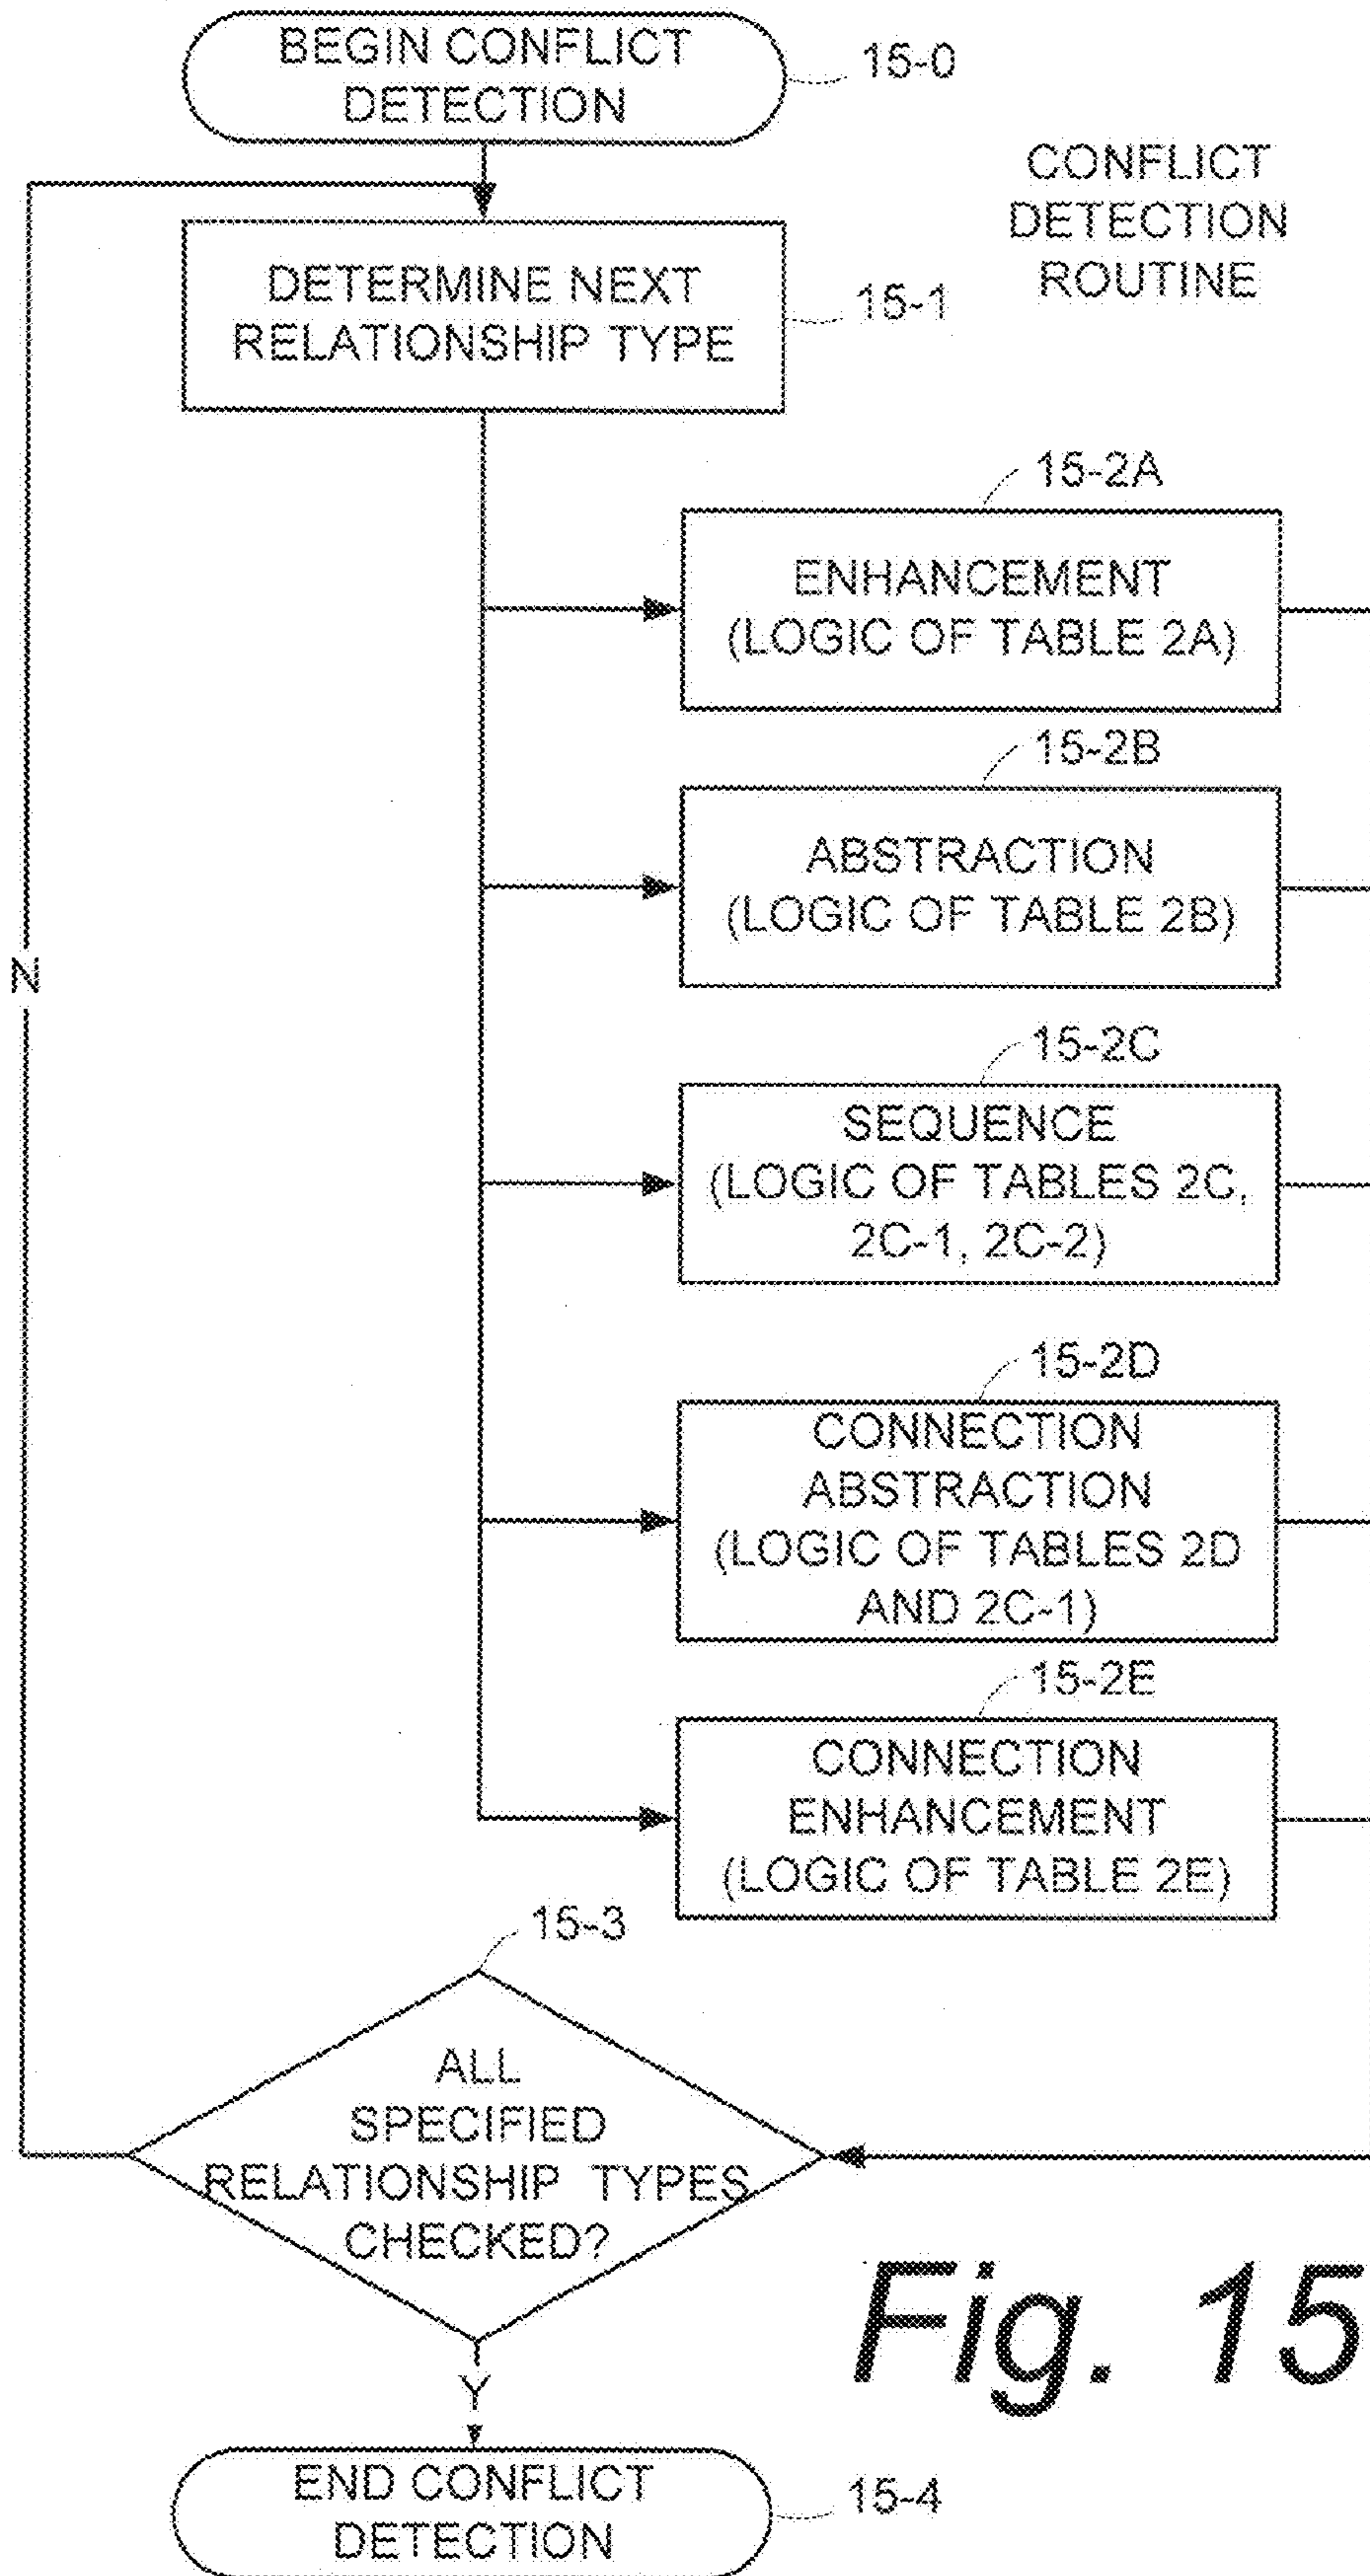 BEGIN CONFLICT
DETECTION
15-0
CONFLICT
DETECTION
ROUTINE
DETERMINE NEXT
RELATIONSHIP TYPE
15-1
15-2A
ENHANCEMENT
(LOGIC OF TABLE 2A)
15-2B
ABSTRACTION
(LOGIC OF TABLE 2B)
N
15-2C
SEQUENCE
(LOGIC OF TABLES 2C,
2C-1, 2C-2)
15-2D
CONNECTION
ABSTRACTION
(LOGIC OF TABLES 2D
AND 2C-1)
15-2E
CONNECTION
ENHANCEMENT
(LOGIC OF TABLE 2E)
15-3
ALL
SPECIFIED
RELATIONSHIP TYPES
CHECKED?
Y
Fig. 15
END CONFLICT
DETECTION
15-4